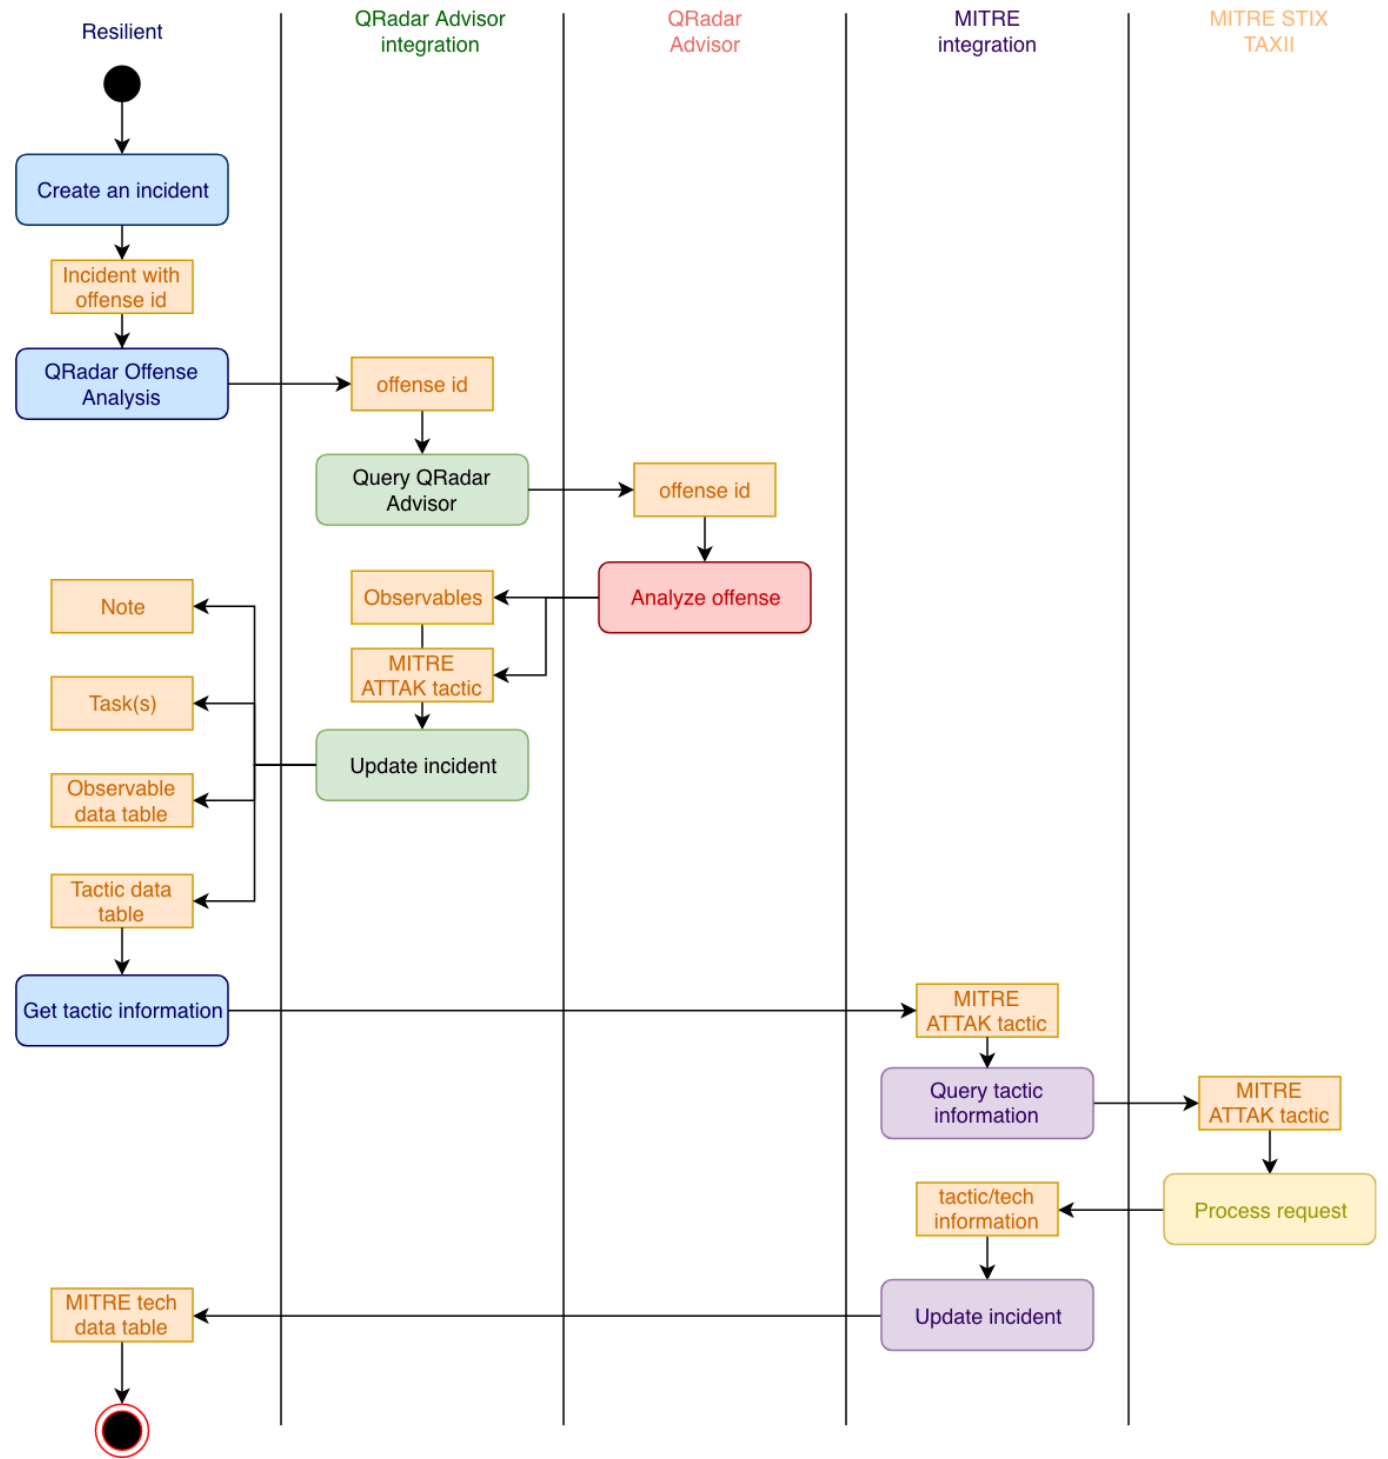 Resilient
QRadar Advisor
integration
QRadar
Advisor
MITRE
integration
MITRE STIX
TAXII
Create an incident
Incident with
offense id
QRadar Offense
Analysis
offense id
Query QRadar
Advisor
offense id
Analyze offense
Observables
MITRE
ATTAK tactic
Update incident
Note
Task(s)
Observable
data table
Tactic data
table
Get tactic information
MITRE
ATTAK tactic
Query tactic
information
MITRE
ATTAK tactic
Process request
tactic/tech
information
Update incident
MITRE tech
data table